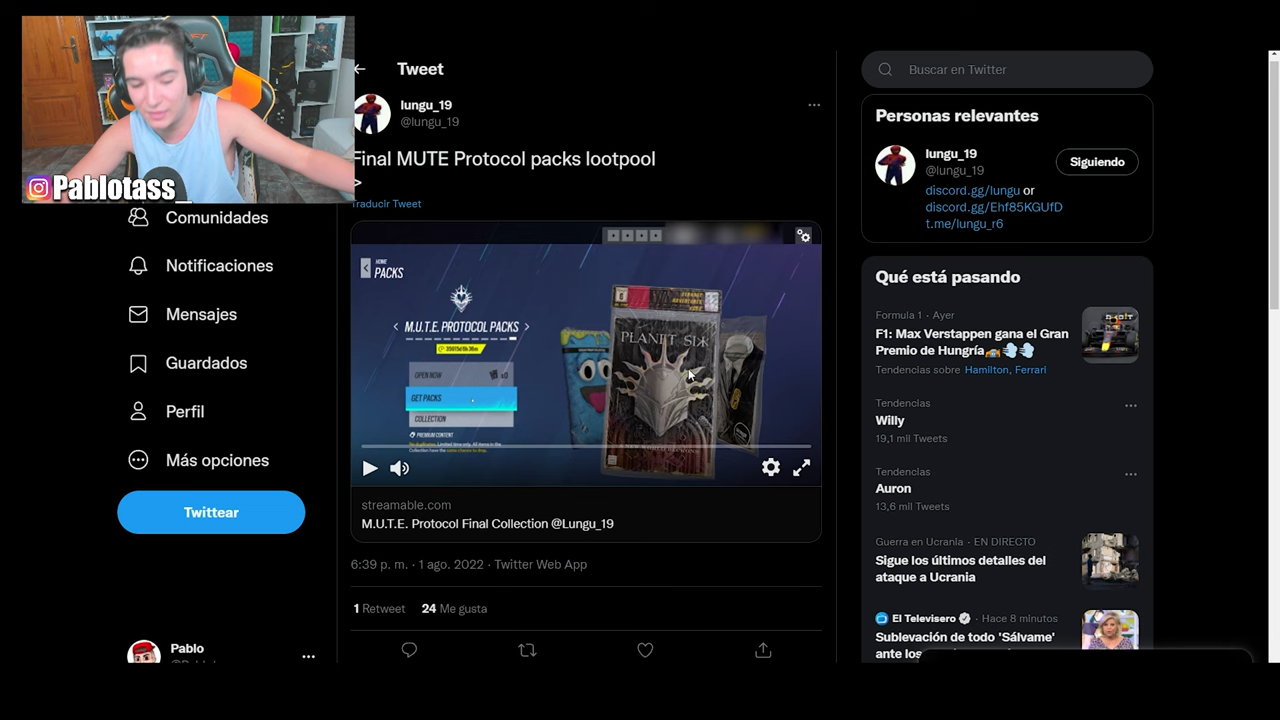 Pablotass_
Comunidades
Notificaciones
Mensajes
Guardados
Perfil
Más opciones
Twittear
Pablo
Tweet
lungu_19
@lungu_19
Final MUTE Protocol packs lootpool
>
Traducir Tweet
HOME
PACKS
M.U.T.E. PROTOCOL PACKS
OPEN NOW
x0
GET PACKS
COLLECTION
PREMIUM CONTENT
PLANET SIX
streamable.com
M.U.T.E. Protocol Final Collection @Lungu_19
6:39 p. m. · 1 ago. 2022 · Twitter Web App
1 Retweet 24 Me gusta
Buscar en Twitter
Personas relevantes
lungu_19
@lungu_19
Siguiendo
discord.gg/lungu or
discord.gg/Ehf85KGUfD
t.me/lungu_r6
Qué está pasando
Formula 1 · Ayer
F1: Max Verstappen gana el Gran
Premio de Hungría🏎💨💨
Tendencias sobre Hamilton, Ferrari
Tendencias
Willy
19,1 mil Tweets
Tendencias
Auron
13,6 mil Tweets
Guerra en Ucrania · EN DIRECTO
Sigue los últimos detalles del
ataque a Ucrania
El Televisero · Hace 8 minutos
Sublevación de todo 'Sálvame'
ante los